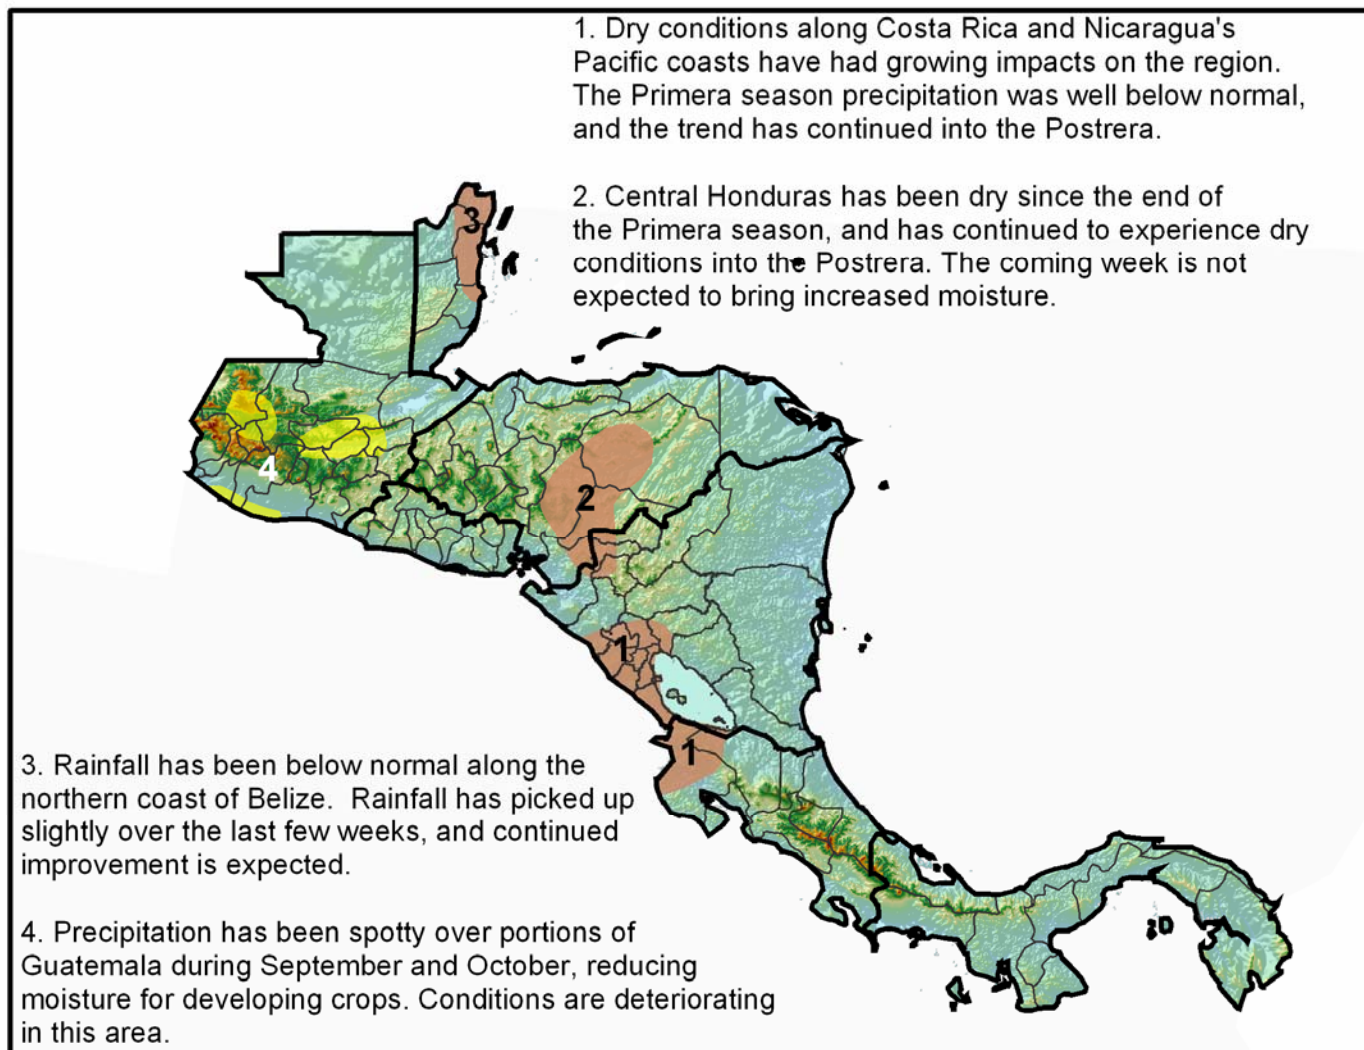 1. Dry conditions along Costa Rica and Nicaragua's
Pacific coasts have had growing impacts on the region.
The Primera season precipitation was well below normal,
and the trend has continued into the Postrera.
2. Central Honduras has been dry since the end of
the Primera season, and has continued to experience dry
conditions into the Postrera. The coming week is not
expected to bring increased moisture.
3
4
2
1
1
3. Rainfall has been below normal along the
northern coast of Belize.  Rainfall has picked up
slightly over the last few weeks, and continued
improvement is expected.
4. Precipitation has been spotty over portions of
Guatemala during September and October, reducing
moisture for developing crops. Conditions are deteriorating
in this area.